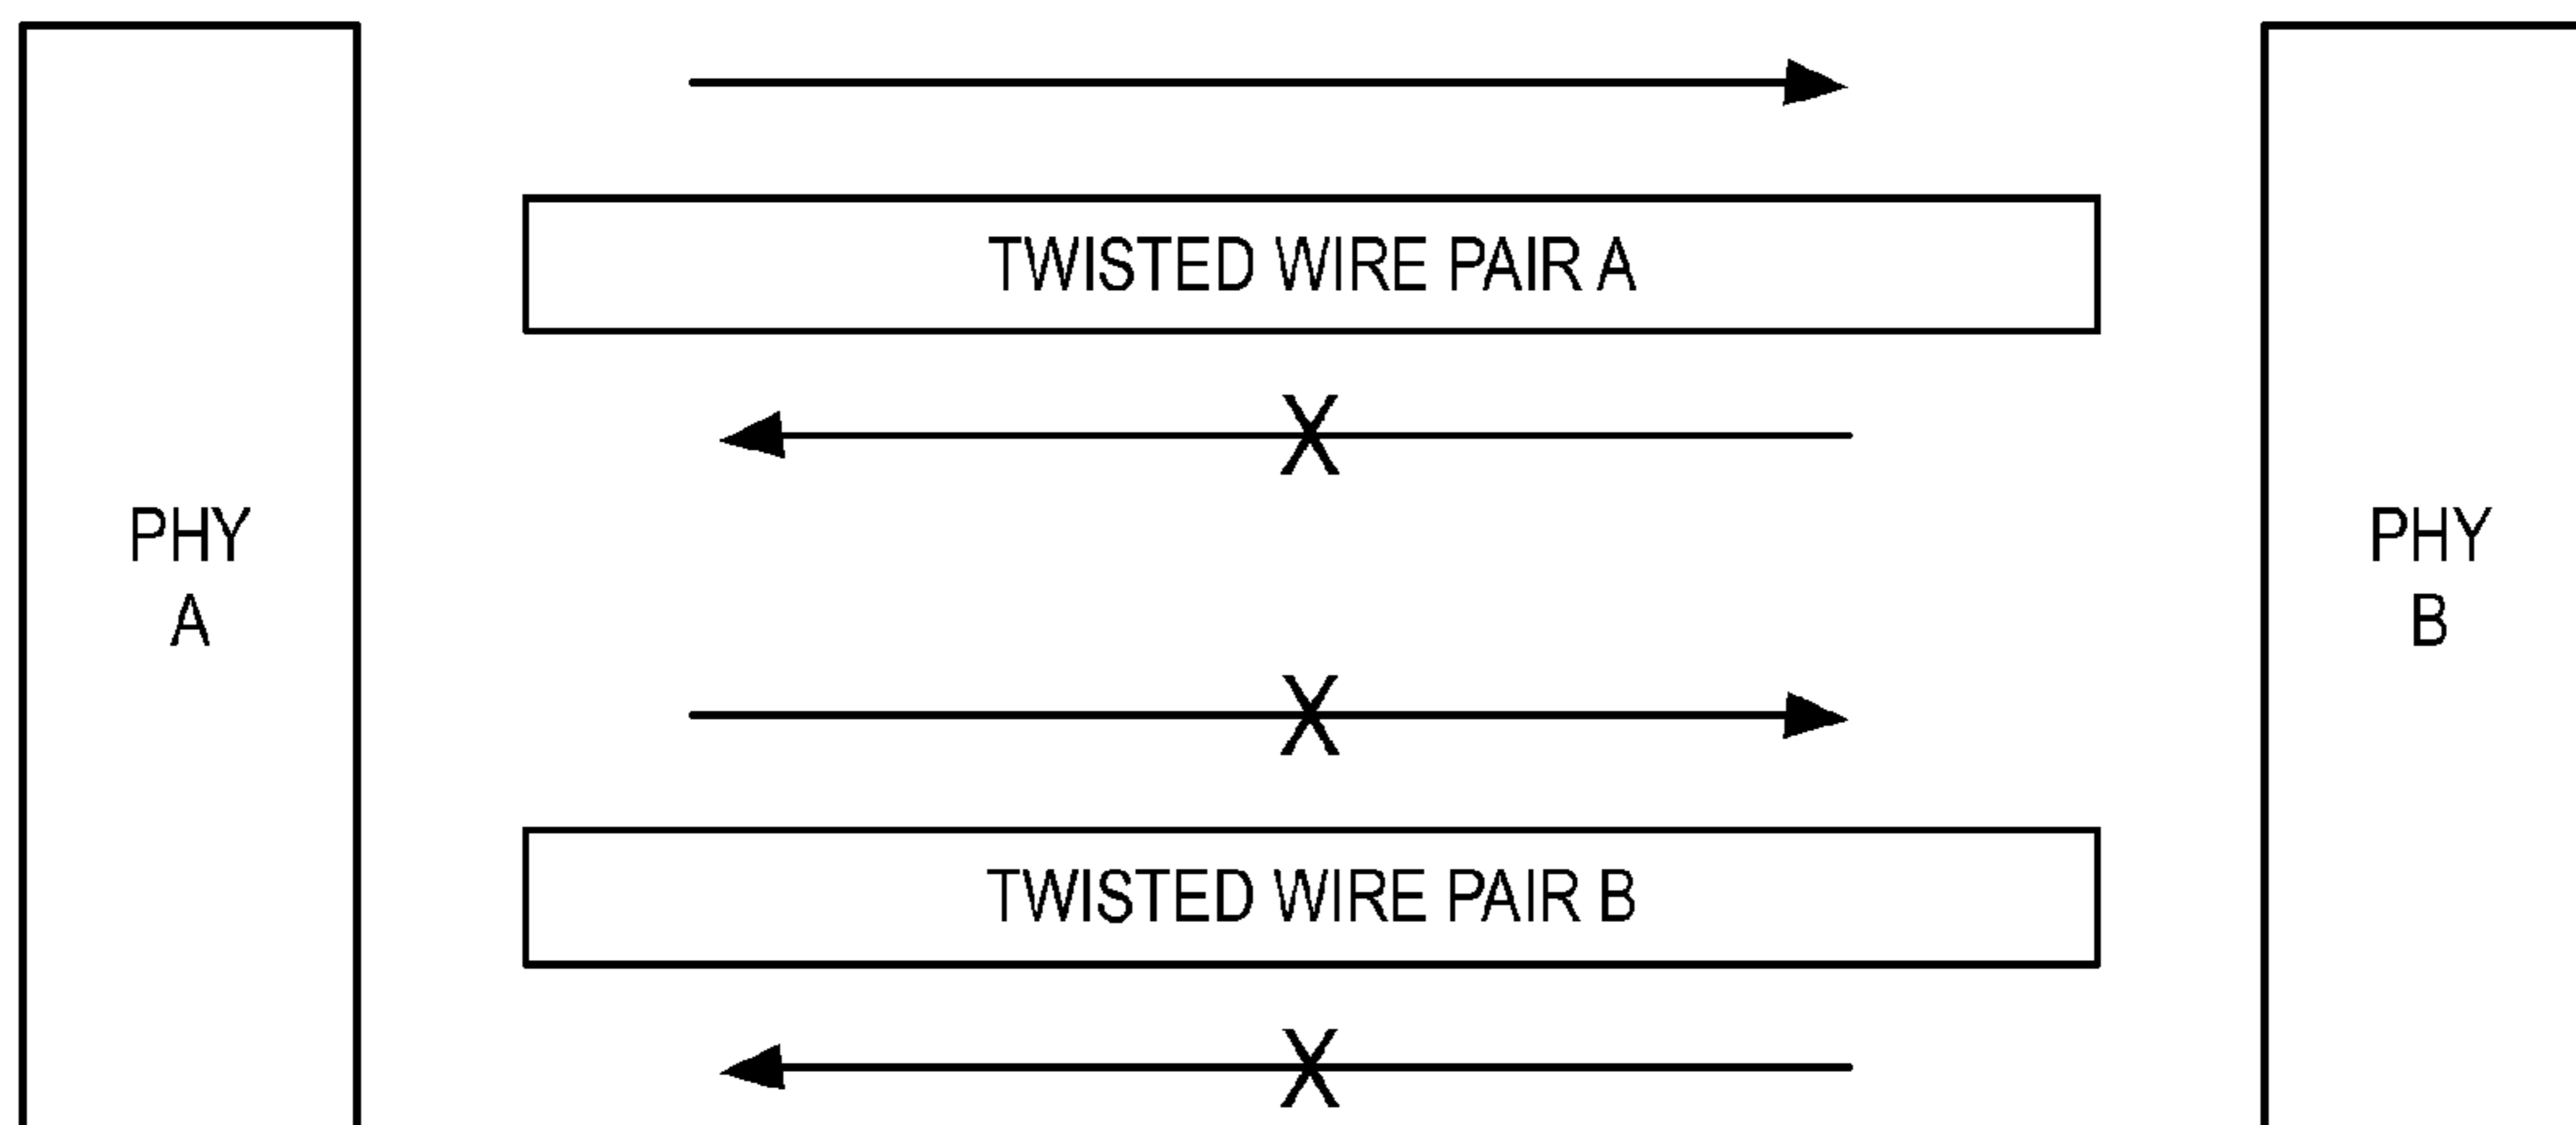 TWISTED WIRE PAIR A
X
PHY
A
PHY
B
X
TWISTED WIRE PAIR B
X